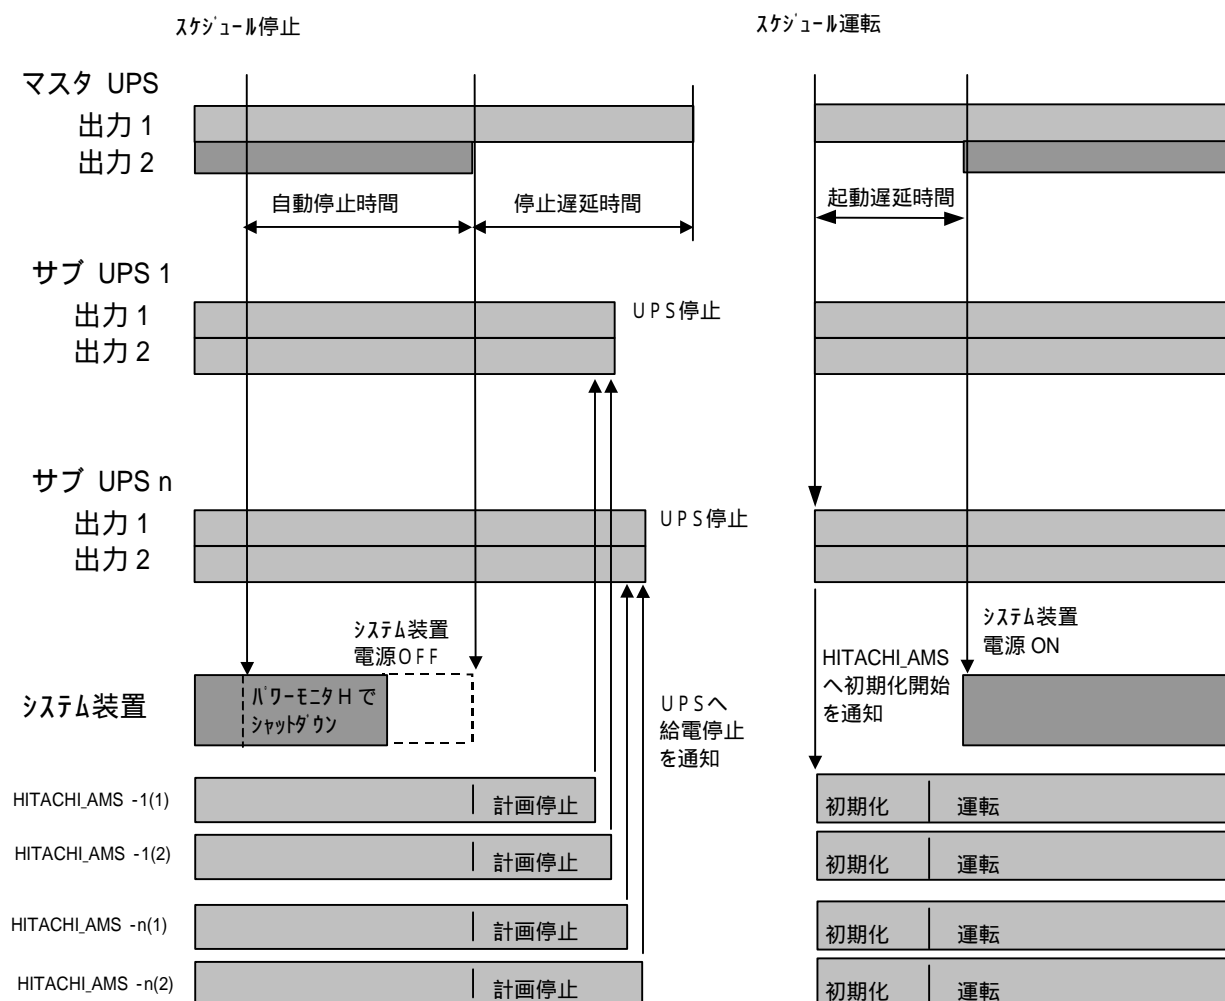 ｽｹｼﾞｭｰﾙ停止
ｽｹｼﾞｭｰﾙ運転
マスタ UPS
出力 1
出力 2
自動停止時間
停止遅延時間
起動遅延時間
サブ UPS 1
出力 1
出力 2
ＵＰＳ停止
サブ UPS n
出力 1
出力 2
ＵＰＳ停止
ｼｽﾃﾑ装置
電源ＯＦＦ
ｼｽﾃﾑ装置
電源 ON
HITACHI_AMS
へ初期化開始
を通知
ｼｽﾃﾑ装置
ﾊﾟﾜｰﾓﾆﾀ H で
ｼｬｯﾄﾀﾞｳﾝ
ＵＰＳへ
給電停止
を通知
HITACHI_AMS -1(1)
計画停止
初期化
運転
HITACHI_AMS -1(2)
計画停止
初期化
運転
HITACHI_AMS -n(1)
計画停止
初期化
運転
HITACHI_AMS -n(2)
計画停止
初期化
運転